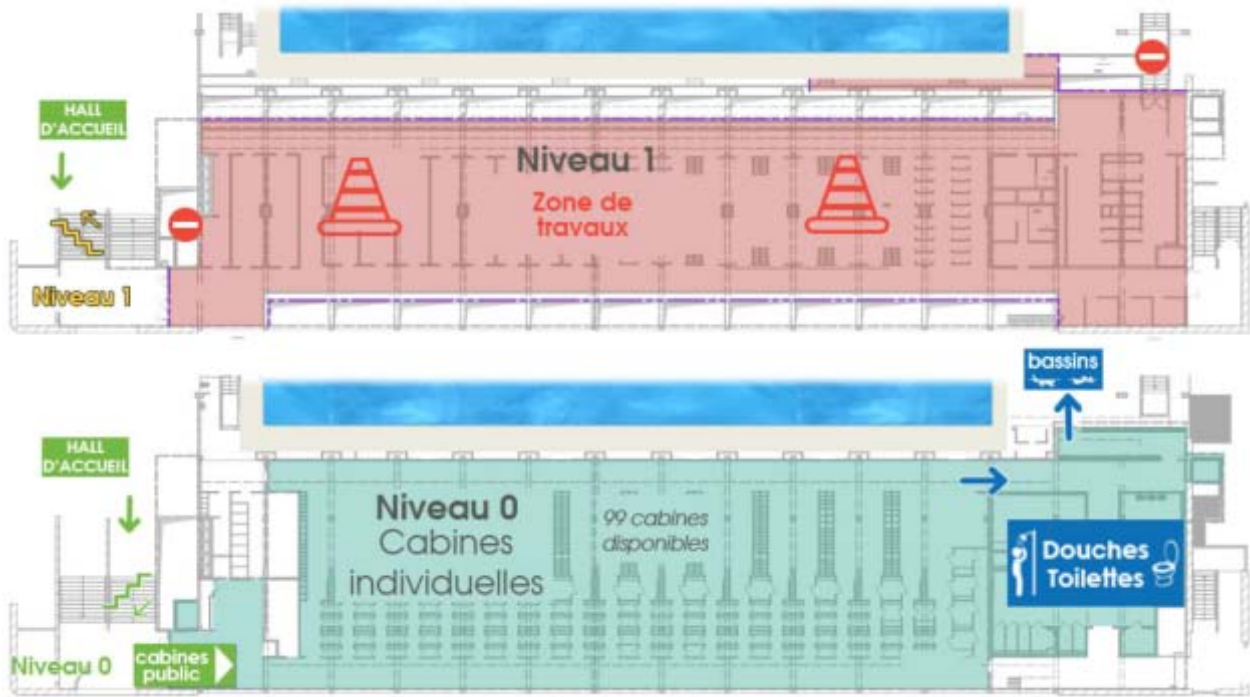 HALL
D'ACCUEIL
Niveau 1
Zone de
travaux
Niveau 1
bassins
HALL
D'ACCUEIL
Niveau 0
Cabines
individuelles
99 cabines
disponibles
Douches
Toilettes
Niveau 0
cabines
public